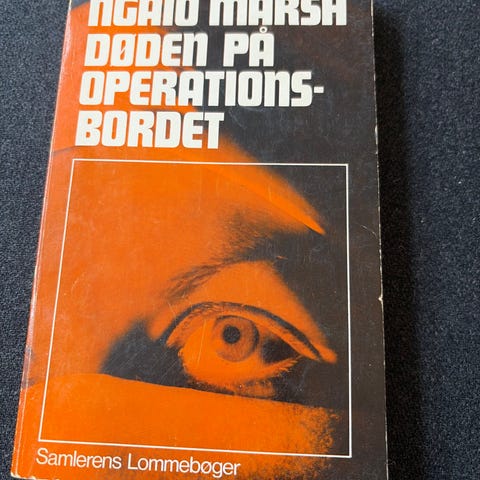 NGAIO MARSH
DØDEN PÅ
OPERATIONS-
BORDET
Samlerens Lommebøger